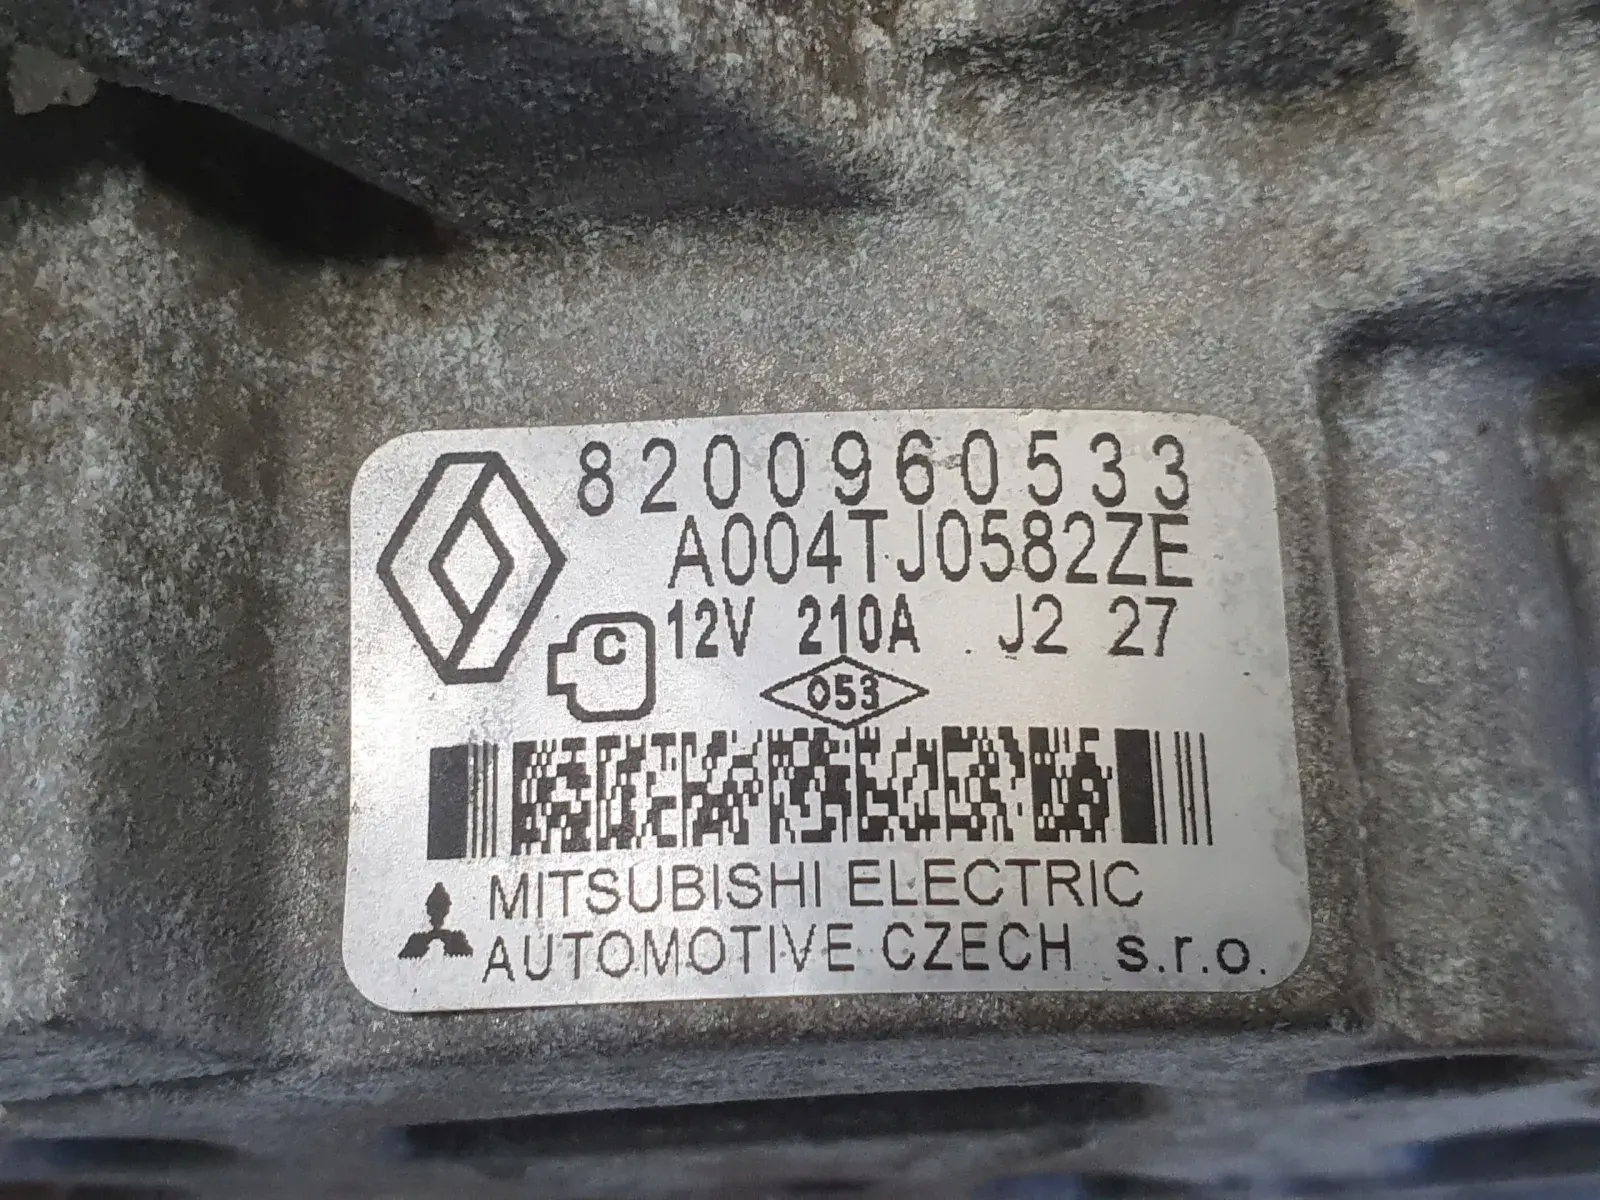 8200960533
A004TJ0582ZE
C 12V 210A J2 27
053
MITSUBISHI ELECTRIC
AUTOMOTIVE CZECH s.r.o.